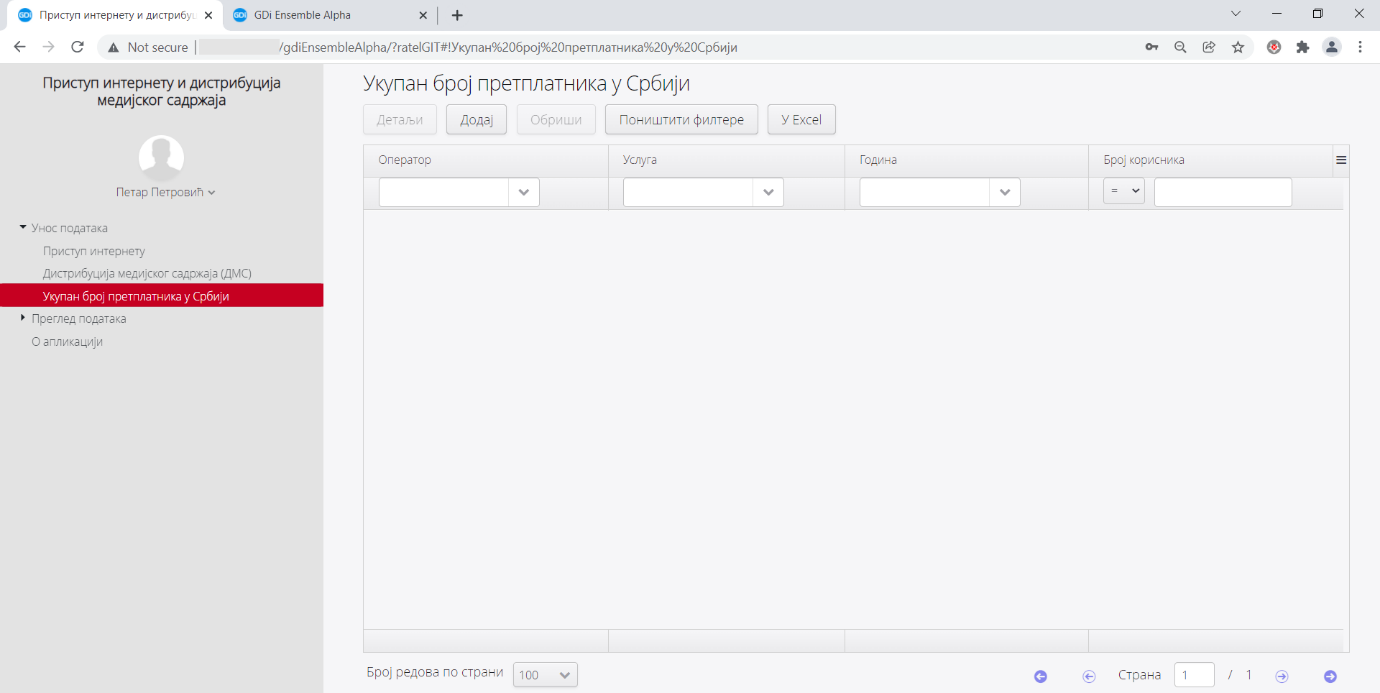 Приступ интернету и дистрибуц
GDi Ensemble Alpha
Not secure
/gdiEnsembleAlpha/?ratelGIT#!Укупан%20број%20претплатника%20у%20Србији
Приступ интернету и дистрибуција
медијског садржаја
Петар Петровић
Унос података
Приступ интернету
Дистрибуција медијског садржаја (ДМС)
Укупан број претплатника у Србији
Преглед података
О апликацији
Укупан број претплатника у Србији
Детаљи Додај Обриши Поништити филтере У Excel
Оператор Услуга Година Број корисника
=
Број редова по страни 100 Страна 1 / 1